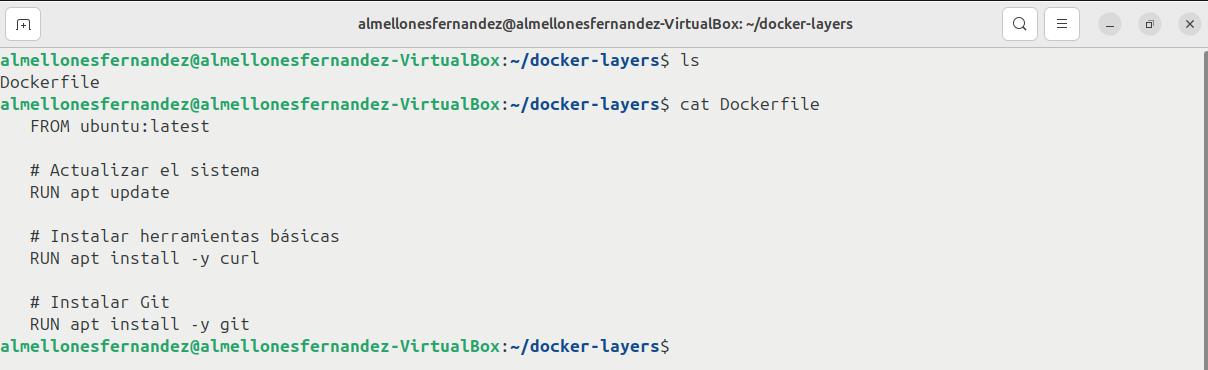 almellonesfernandez@almellonesfernandez-VirtualBox: ~/docker-layers
almellonesfernandez@almellonesfernandez-VirtualBox:~/docker-layers$ ls
Dockerfile
almellonesfernandez@almellonesfernandez-VirtualBox:~/docker-layers$ cat Dockerfile
   FROM ubuntu:latest

   # Actualizar el sistema
   RUN apt update

   # Instalar herramientas básicas
   RUN apt install -y curl

   # Instalar Git
   RUN apt install -y git
almellonesfernandez@almellonesfernandez-VirtualBox:~/docker-layers$